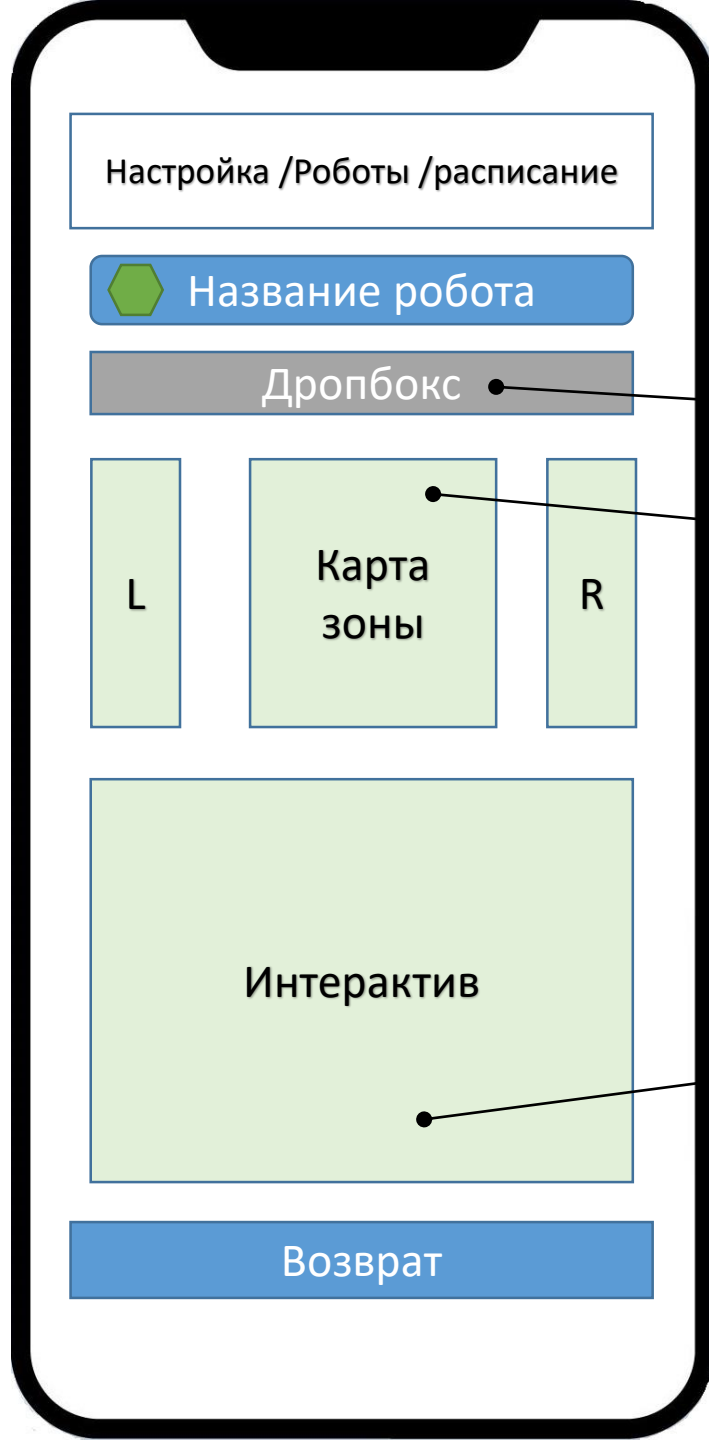 Настройка /Роботы /расписание
Название робота
Дропбокс
L
Карта
зоны
R
Интерактив
Возврат